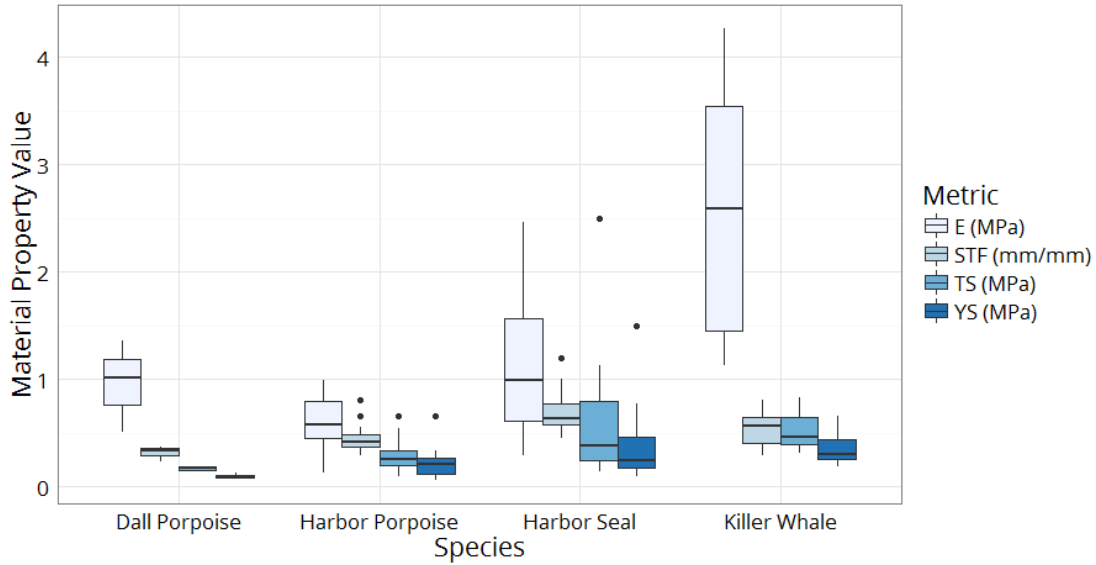 Material Property Value
4
3
2
1
0
Dall Porpoise
Harbor Porpoise
Harbor Seal
Killer Whale
Species
Metric
E (MPa)
STF (mm/mm)
TS (MPa)
YS (MPa)